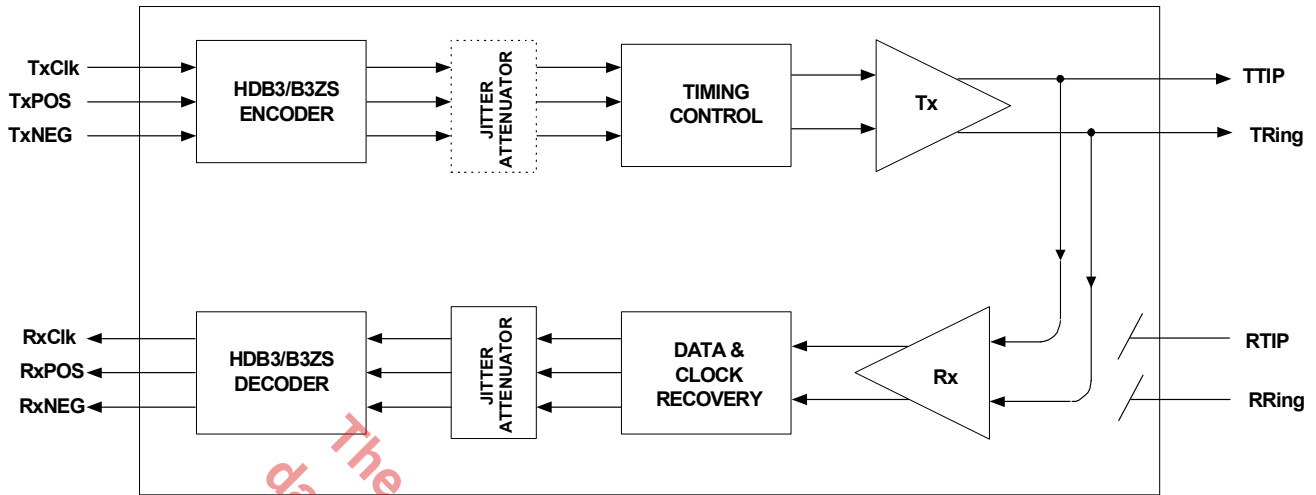 TxClk
TxPOS
TxNEG
HDB3/B3ZS
ENCODER
JITTER
ATTENUATOR
TIMING
CONTROL
Tx
TTIP
TRing
RxClk
RxPOS
RxNEG
HDB3/B3ZS
DECODER
JITTER
ATTENUATOR
DATA &
CLOCK
RECOVERY
Rx
RTIP
RRing
The
da